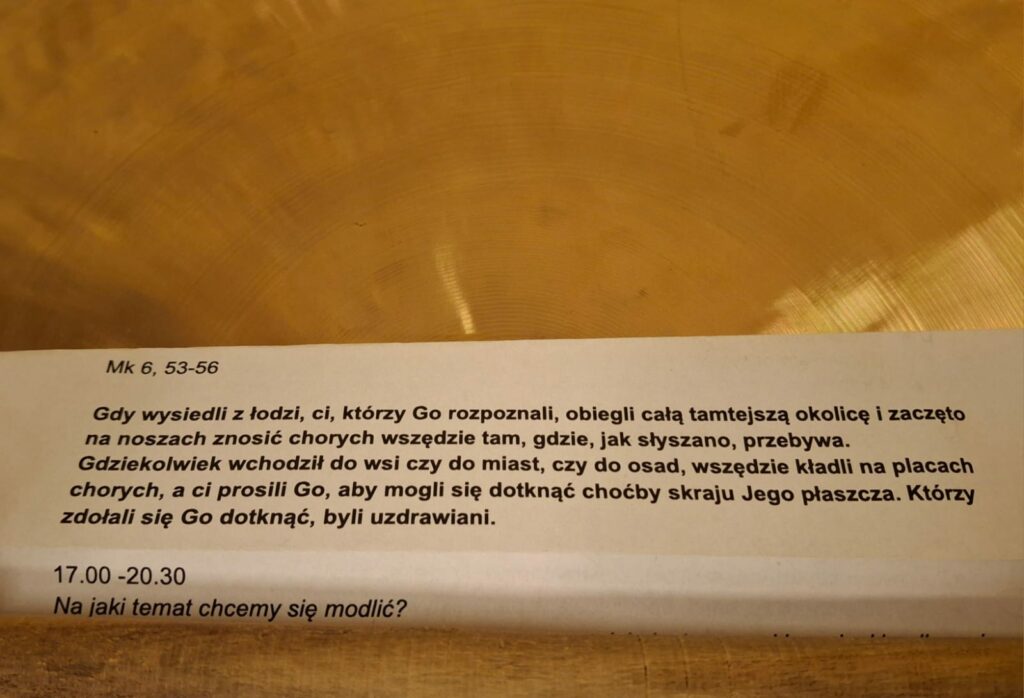 Mk 6, 53-56
Gdy wysiedli z łodzi, ci, którzy Go rozpoznali, obiegli całą tamtejszą okolicę i zaczęto
na noszach znosić chorych wszędzie tam, gdzie, jak słyszano, przebywa.
Gdziekolwiek wchodził do wsi czy do miast, czy do osad, wszędzie kładli na placach
chorych, a ci prosili Go, aby mogli się dotknąć choćby skraju Jego płaszcza. Którzy
zdołali się Go dotknąć, byli uzdrawiani.
17.00 -20.30
Na jaki temat chcemy się modlić?